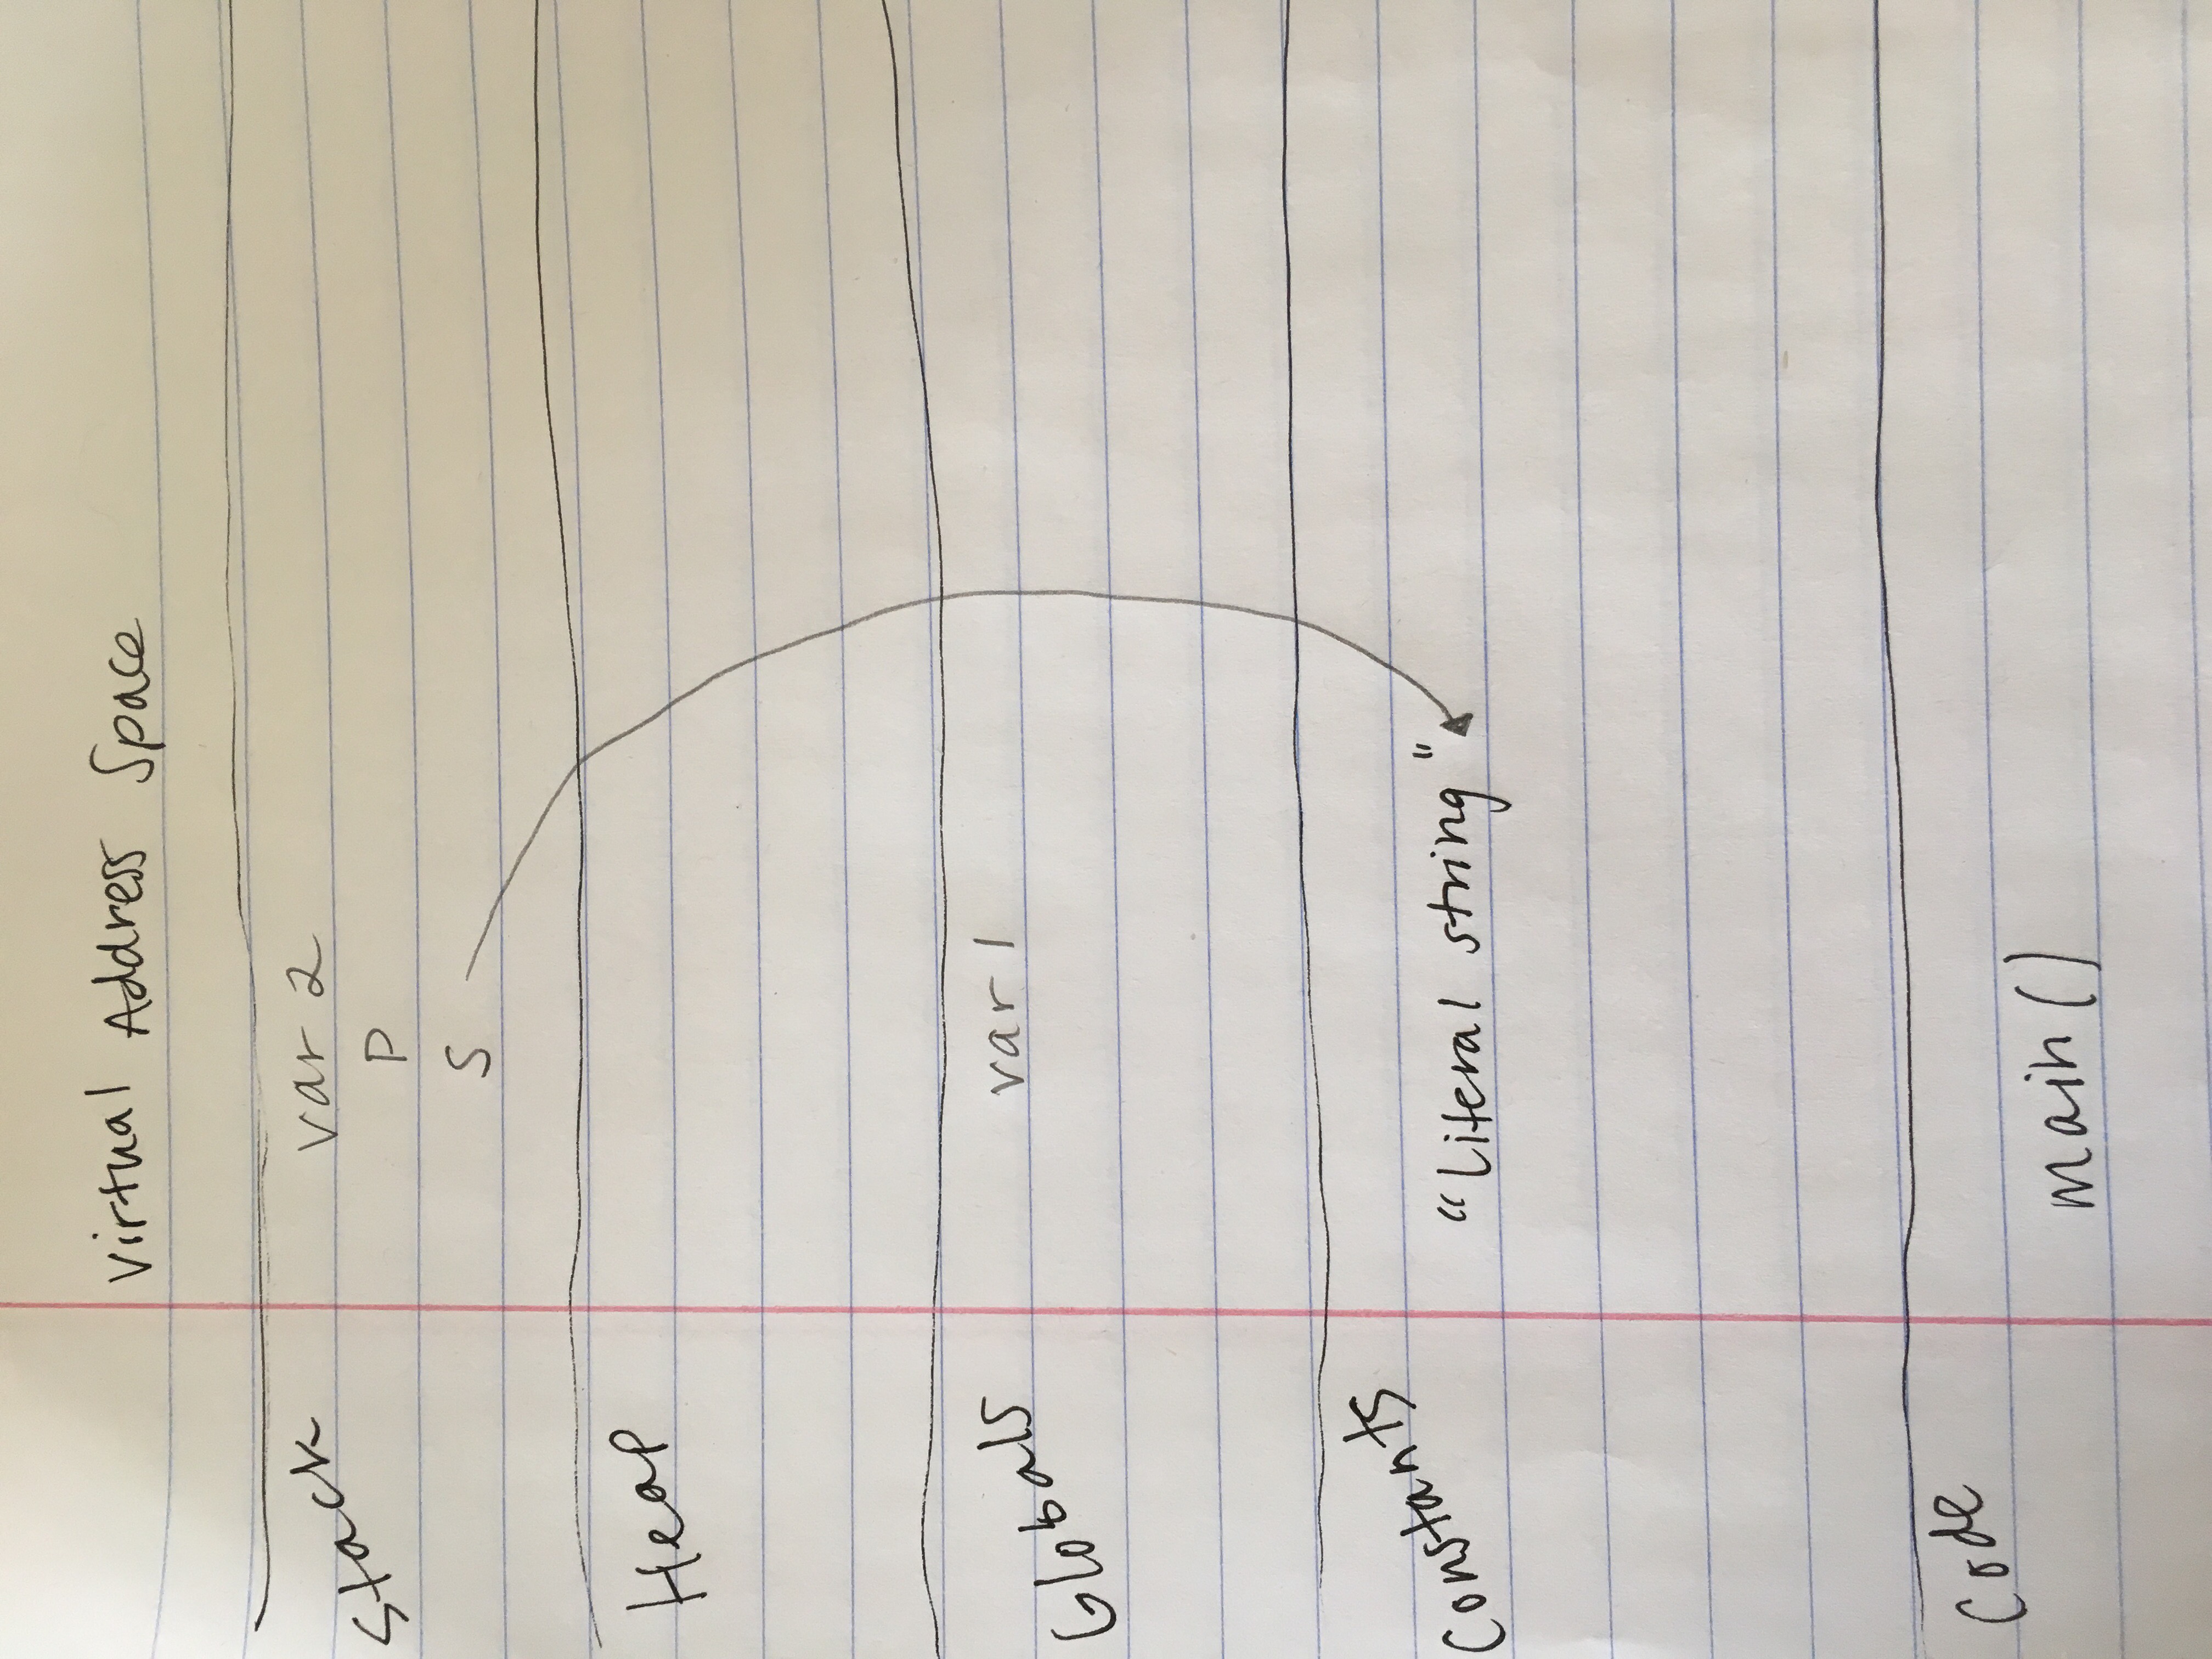 Virtual Address Space
Stack
var 2
P
S
Heap
Globals
var 1
Constants
"literal string"
Code
main()